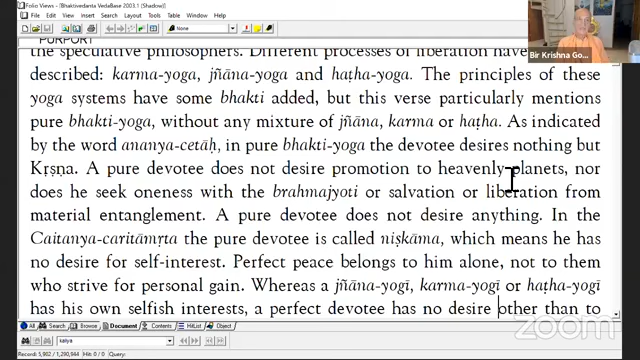 Folio Views - [Bhaktivedanta VedaBase 2003.1 (Shadow)]
File Edit View Search Layout Tools Window Help
PURPORT
the speculative philosophers. Different processes of liberation have
described: karma-yoga, jñāna-yoga and haṭha-yoga. The principles of these
yoga systems have some bhakti added, but this verse particularly mentions
pure bhakti-yoga, without any mixture of jñāna, karma or haṭha. As indicated
by the word ananya-cetāḥ, in pure bhakti-yoga the devotee desires nothing but
Kṛṣṇa. A pure devotee does not desire promotion to heavenly planets, nor
does he seek oneness with the brahmajyoti or salvation or liberation from
material entanglement. A pure devotee does not desire anything. In the
Caitanya-caritāmṛta the pure devotee is called niṣkāma, which means he has
no desire for self-interest. Perfect peace belongs to him alone, not to them
who strive for personal gain. Whereas a jñāna-yogī, karma-yogī or haṭha-yogī
has his own selfish interests, a perfect devotee has no desire other than to
Bir Krishna Go...
All Search Browse Document Contents Hit List Object
kaliya
Record: 5,902 / 1,290,944 Hit: 0 / 0
zoom